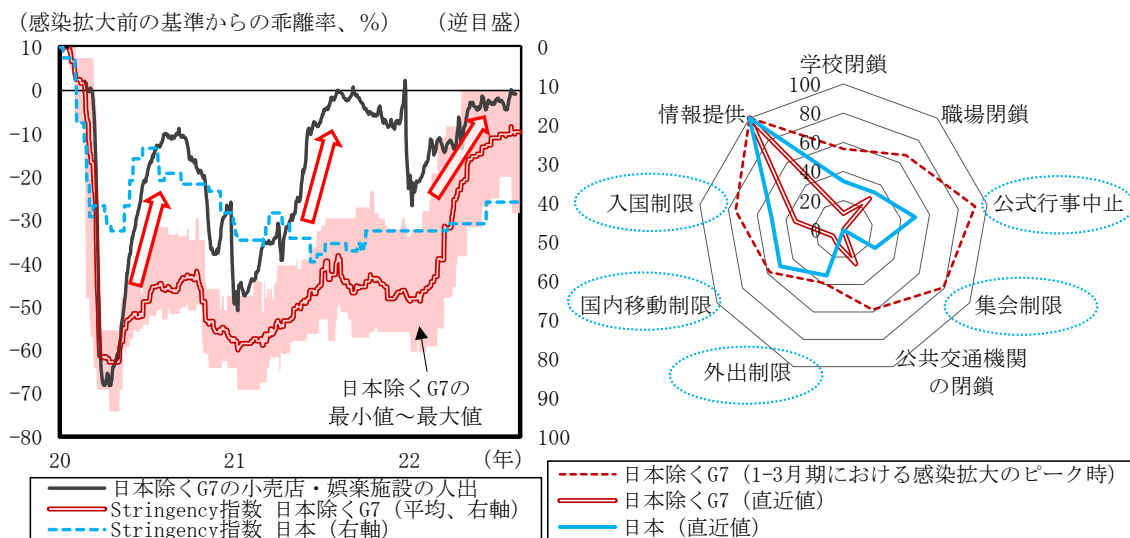 (感染拡大前の基準からの乖離率、%)
(逆目盛)
10
0
−10
−20
−30
−40
−50
−60
−70
−80
0
10
20
30
40
50
60
70
80
90
100
20
21
22
(年)
日本除くG7の
最小値~最大値
日本除くG7の小売店・娯楽施設の人出
Stringency指数 日本除くG7(平均、右軸)
Stringency指数 日本(右軸)
学校閉鎖
職場閉鎖
公式行事中止
集会制限
公共交通機関
の閉鎖
外出制限
国内移動制限
入国制限
情報提供
100
80
60
40
20
0
日本除くG7(1-3月期における感染拡大のピーク時)
日本除くG7(直近値)
日本(直近値)